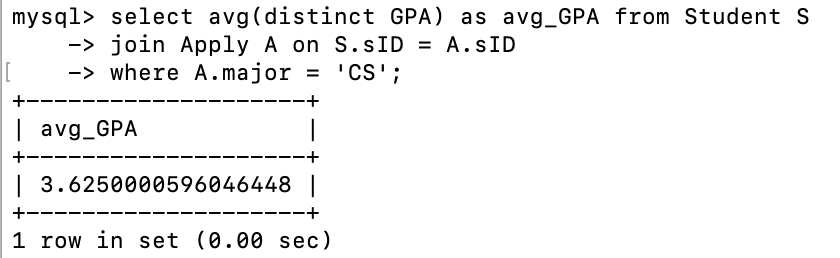 mysql> select avg(distinct GPA) as avg_GPA from Student S
    -> join Apply A on S.sID = A.sID
[    -> where A.major = 'CS';
+--------------------+
| avg_GPA            |
+--------------------+
| 3.6250000596046448 |
+--------------------+
1 row in set (0.00 sec)